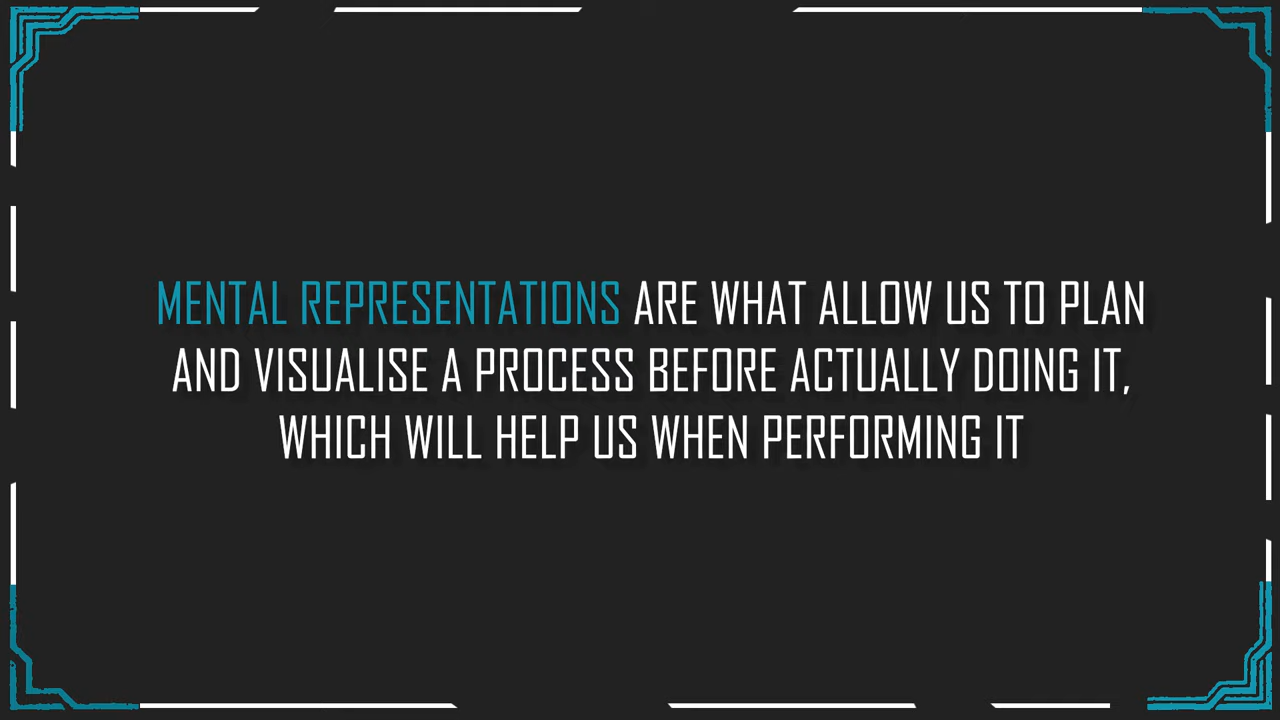 MENTAL REPRESENTATIONS ARE WHAT ALLOW US TO PLAN
AND VISUALISE A PROCESS BEFORE ACTUALLY DOING IT,
WHICH WILL HELP US WHEN PERFORMING IT